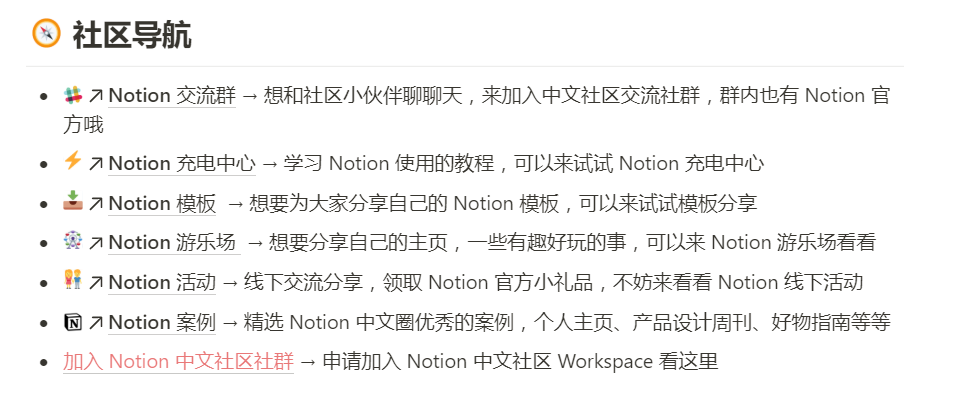 社区导航
Notion 交流群 → 想和社区小伙伴聊聊天，来加入中文社区交流社群，群内也有 Notion 官
方哦
Notion 充电中心 → 学习 Notion 使用的教程，可以来试试 Notion 充电中心
Notion 模板 → 想要为大家分享自己的 Notion 模板，可以来试试模板分享
Notion 游乐场 → 想要分享自己的主页，一些有趣好玩的事，可以来 Notion 游乐场看看
Notion 活动 → 线下交流分享，领取 Notion 官方小礼品，不妨来看看 Notion 线下活动
Notion 案例 → 精选 Notion 中文圈优秀的案例，个人主页、产品设计周刊、好物指南等等
加入 Notion 中文社区社群 → 申请加入 Notion 中文社区 Workspace 看这里